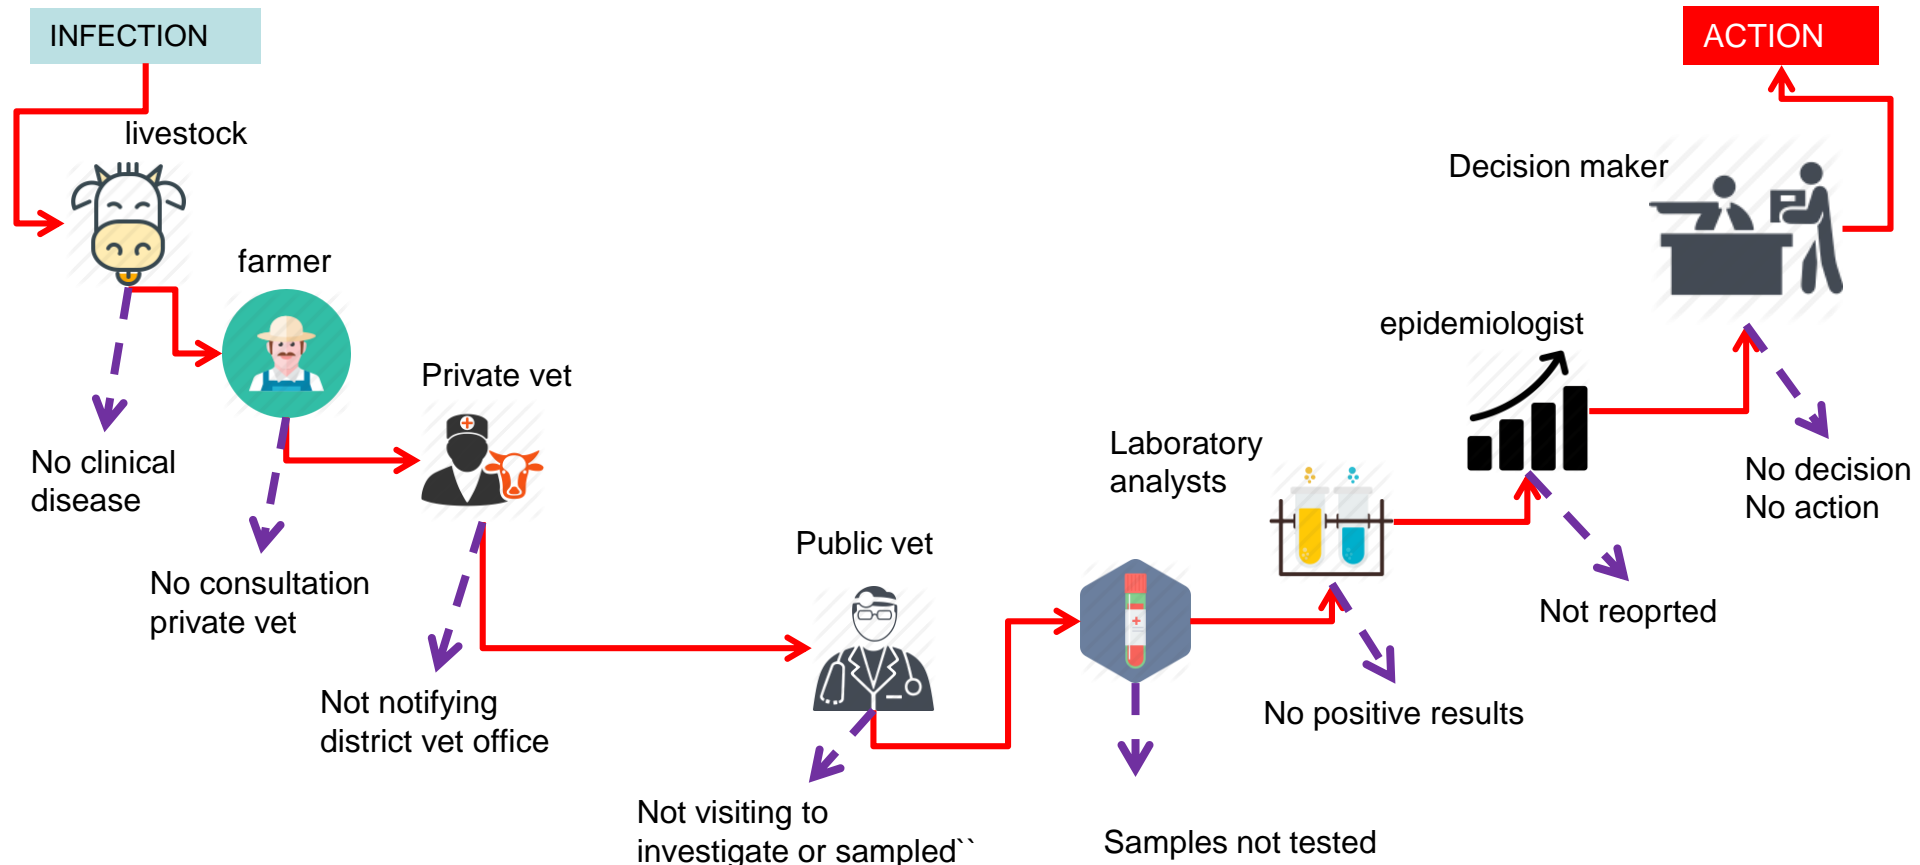 INFECTION
ACTION
livestock
Decision maker
farmer
epidemiologist
Private vet
Laboratory
analysts
No clinical
disease
No decision
No action
Public vet
No consultation
private vet
Not reoprted
Not notifying
district vet office
No positive results
Not visiting to
investigate or sampled``
Samples not tested